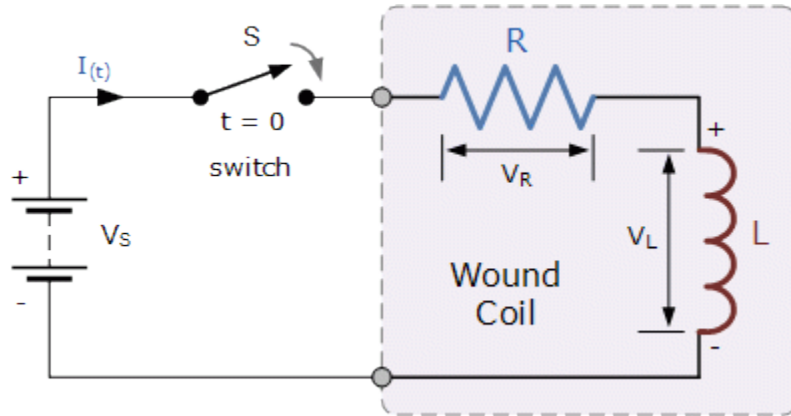 S
R
I(t)
t = 0
switch
+
VR
+
VS
VL
L
Wound
Coil
-
-